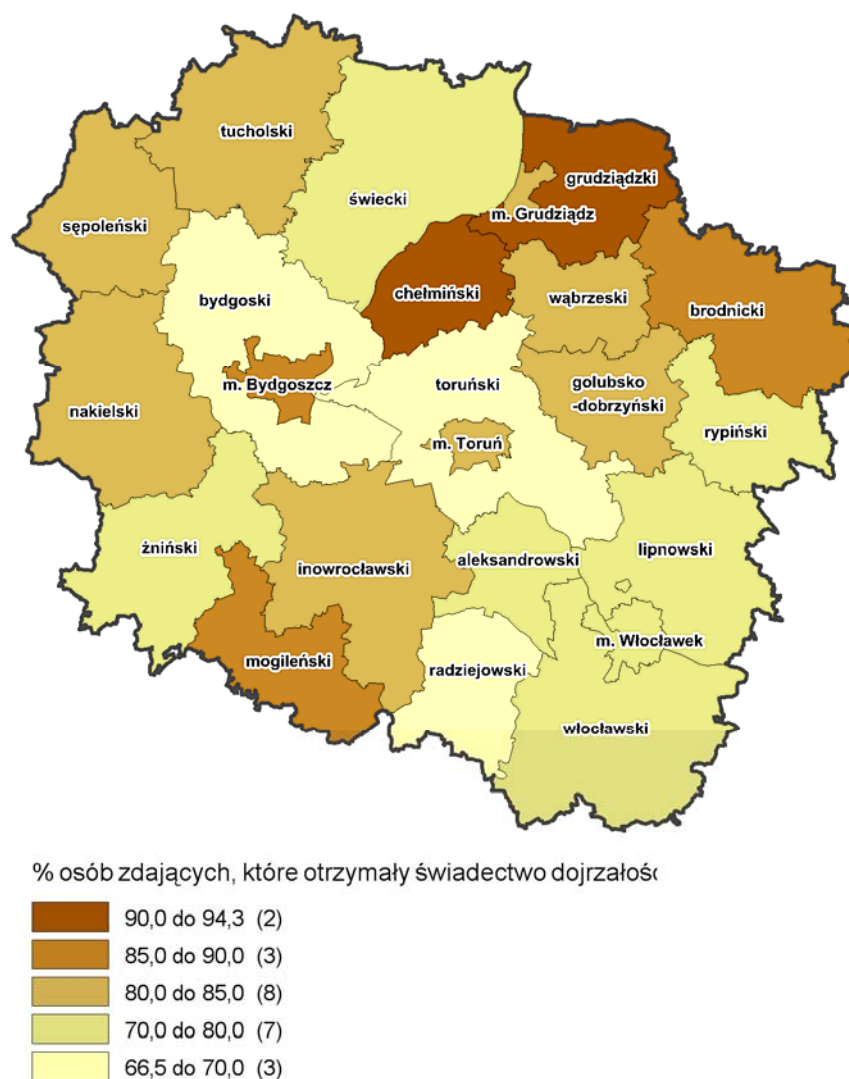 tucholski
grudziądzki
świecki
m. Grudziądz
sępoleński
chełmiński
wąbrzeski
bydgoski
brodnicki
m. Bydgoszcz
toruński
golubsko
-dobrzyński
nakielski
rypiński
m. Toruń
żniński
inowrocławski
aleksandrowski
lipnowski
m. Włocławek
mogileński
radziejowski
włocławski
% osób zdających, które otrzymały świadectwo dojrzałośc
90,0 do 94,3 (2)
85,0 do 90,0 (3)
80,0 do 85,0 (8)
70,0 do 80,0 (7)
66,5 do 70,0 (3)